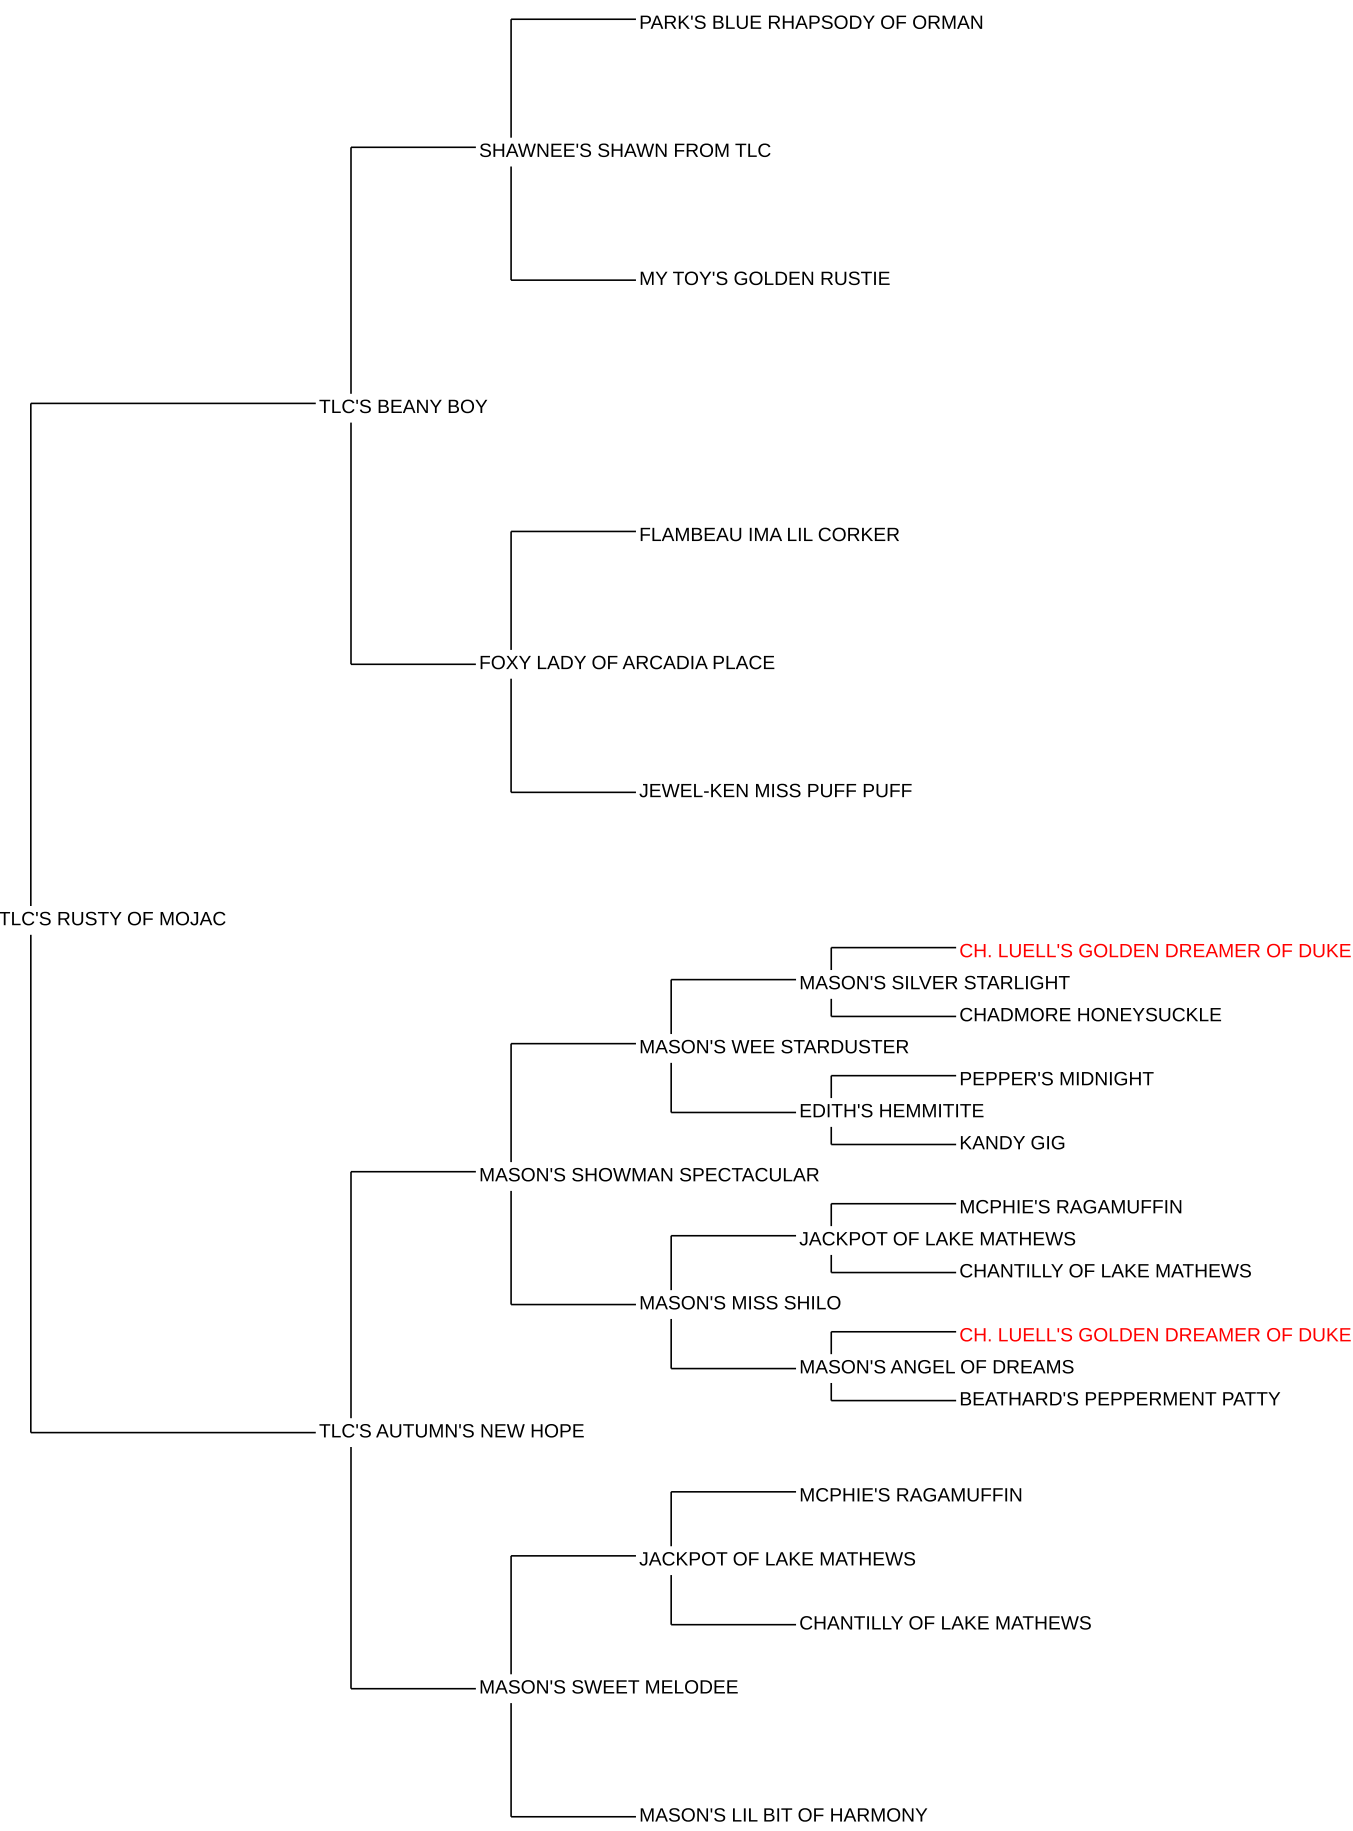 PARK'S BLUE RHAPSODY OF ORMAN
SHAWNEE'S SHAWN FROM TLC
MY TOY'S GOLDEN RUSTIE
TLC'S BEANY BOY
FLAMBEAU IMA LIL CORKER
FOXY LADY OF ARCADIA PLACE
JEWEL-KEN MISS PUFF PUFF
TLC'S RUSTY OF MOJAC
CH. LUELL'S GOLDEN DREAMER OF DUKE
MASON'S SILVER STARLIGHT
CHADMORE HONEYSUCKLE
MASON'S WEE STARDUSTER
PEPPER'S MIDNIGHT
EDITH'S HEMMITITE
KANDY GIG
MASON'S SHOWMAN SPECTACULAR
MCPHIE'S RAGAMUFFIN
JACKPOT OF LAKE MATHEWS
CHANTILLY OF LAKE MATHEWS
MASON'S MISS SHILO
CH. LUELL'S GOLDEN DREAMER OF DUKE
MASON'S ANGEL OF DREAMS
BEATHARD'S PEPPERMENT PATTY
TLC'S AUTUMN'S NEW HOPE
MCPHIE'S RAGAMUFFIN
JACKPOT OF LAKE MATHEWS
CHANTILLY OF LAKE MATHEWS
MASON'S SWEET MELODEE
MASON'S LIL BIT OF HARMONY